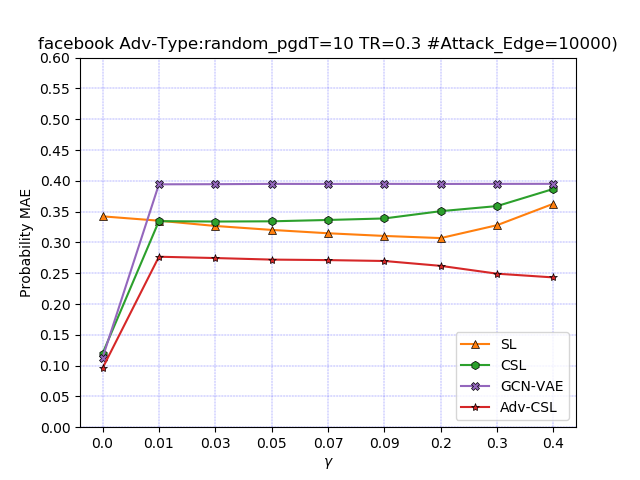 facebook Adv-Type:random_pgdT=10 TR=0.3 #Attack_Edge=10000)
0.60
0.55
0.50
0.45
0.40
0.35
0.30
0.25
0.20
0.15
0.10
0.05
0.00
Probability MAE
SL
CSL
GCN-VAE
Adv-CSL
0.0 0.01 0.03 0.05 0.07 0.09 0.2 0.3 0.4
γ